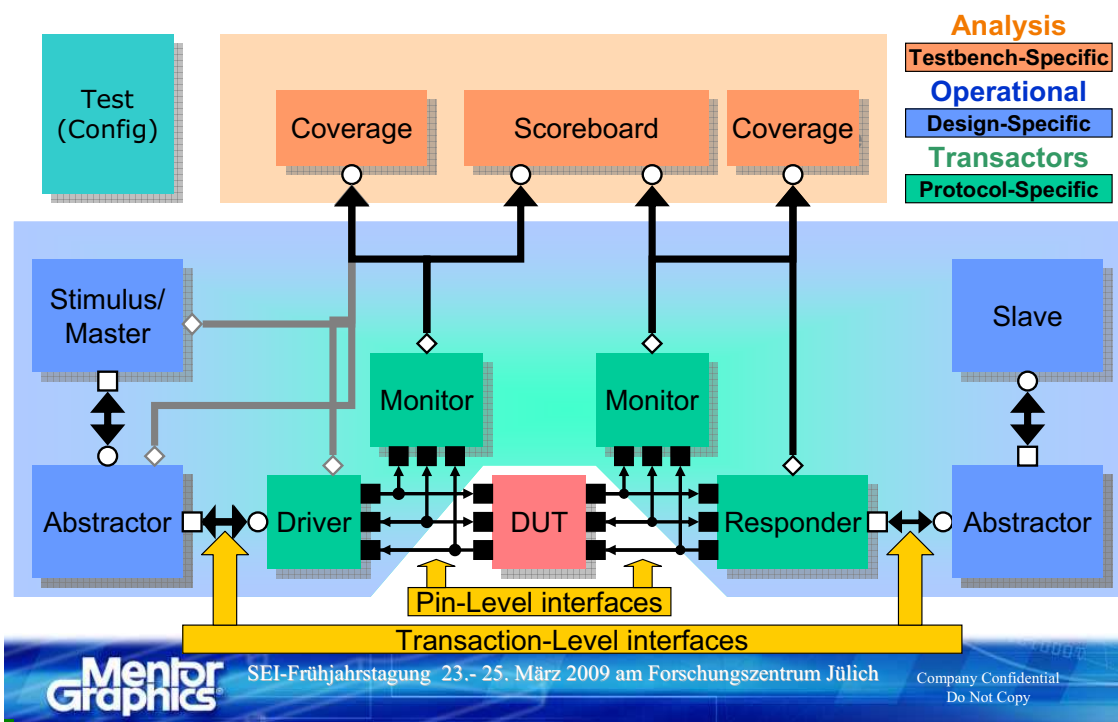 Analysis
Testbench-Specific
Operational
Design-Specific
Transactors
Protocol-Specific
Test
(Config)
Coverage
Scoreboard
Coverage
Stimulus/
Master
Slave
Monitor
Monitor
Abstractor
Driver
DUT
Responder
Abstractor
Pin-Level interfaces
Transaction-Level interfaces
Mentor
Graphics®
SEI-Frühjahrstagung 23.- 25. März 2009 am Forschungszentrum Jülich
Company Confidential
Do Not Copy